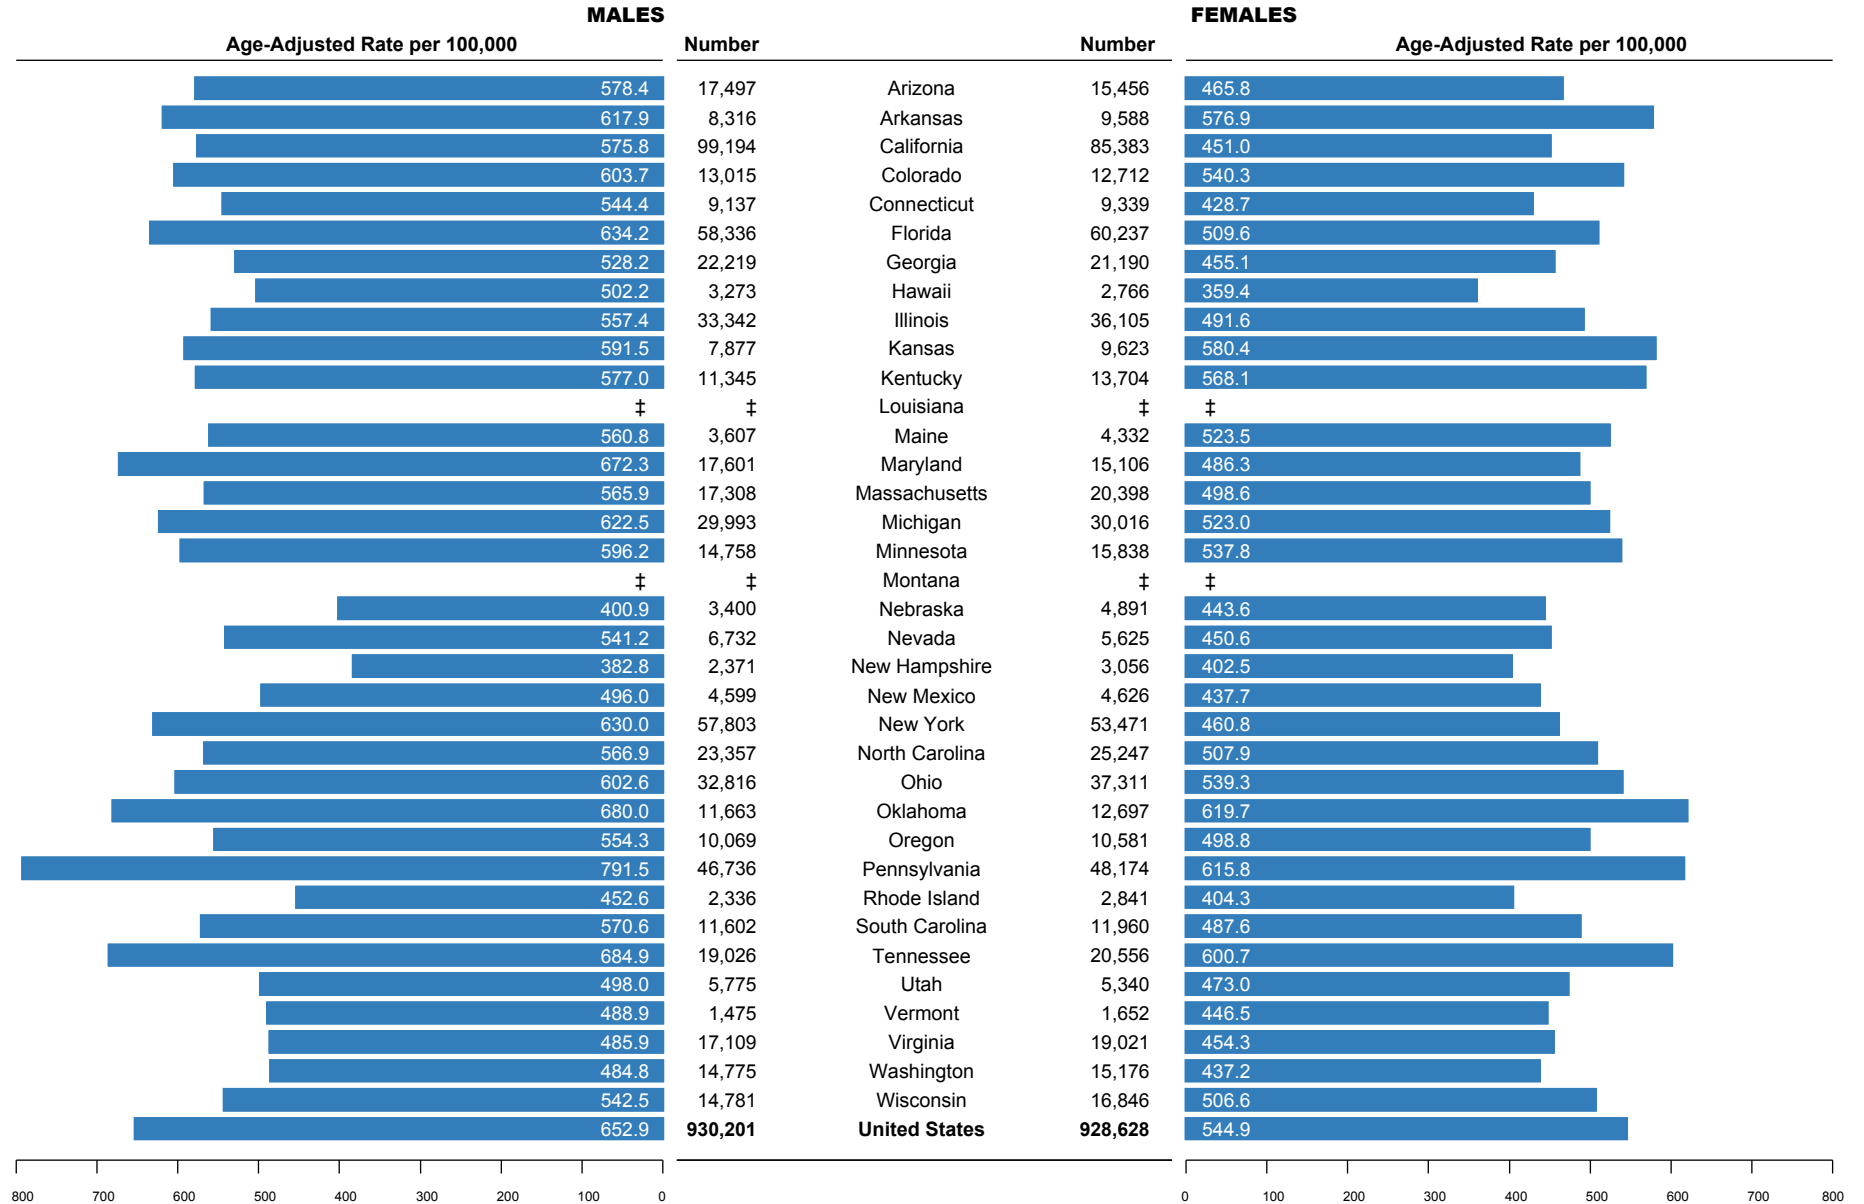 MALES FEMALES
Age-Adjusted Rate per 100,000 Number Number Age-Adjusted Rate per 100,000
578.4 17,497 Arizona 15,456 465.8
617.9 8,316 Arkansas 9,588 576.9
575.8 99,194 California 85,383 451.0
603.7 13,015 Colorado 12,712 540.3
544.4 9,137 Connecticut 9,339 428.7
634.2 58,336 Florida 60,237 509.6
528.2 22,219 Georgia 21,190 455.1
502.2 3,273 Hawaii 2,766 359.4
557.4 33,342 Illinois 36,105 491.6
591.5 7,877 Kansas 9,623 580.4
577.0 11,345 Kentucky 13,704 568.1
‡ ‡ Louisiana ‡ ‡
560.8 3,607 Maine 4,332 523.5
672.3 17,601 Maryland 15,106 486.3
565.9 17,308 Massachusetts 20,398 498.6
622.5 29,993 Michigan 30,016 523.0
596.2 14,758 Minnesota 15,838 537.8
‡ ‡ Montana ‡ ‡
400.9 3,400 Nebraska 4,891 443.6
541.2 6,732 Nevada 5,625 450.6
382.8 2,371 New Hampshire 3,056 402.5
496.0 4,599 New Mexico 4,626 437.7
630.0 57,803 New York 53,471 460.8
566.9 23,357 North Carolina 25,247 507.9
602.6 32,816 Ohio 37,311 539.3
680.0 11,663 Oklahoma 12,697 619.7
554.3 10,069 Oregon 10,581 498.8
791.5 46,736 Pennsylvania 48,174 615.8
452.6 2,336 Rhode Island 2,841 404.3
570.6 11,602 South Carolina 11,960 487.6
684.9 19,026 Tennessee 20,556 600.7
498.0 5,775 Utah 5,340 473.0
488.9 1,475 Vermont 1,652 446.5
485.9 17,109 Virginia 19,021 454.3
484.8 14,775 Washington 15,176 437.2
542.5 14,781 Wisconsin 16,846 506.6
652.9 930,201 United States 928,628 544.9
800 700 600 500 400 300 200 100 0 0 100 200 300 400 500 600 700 800